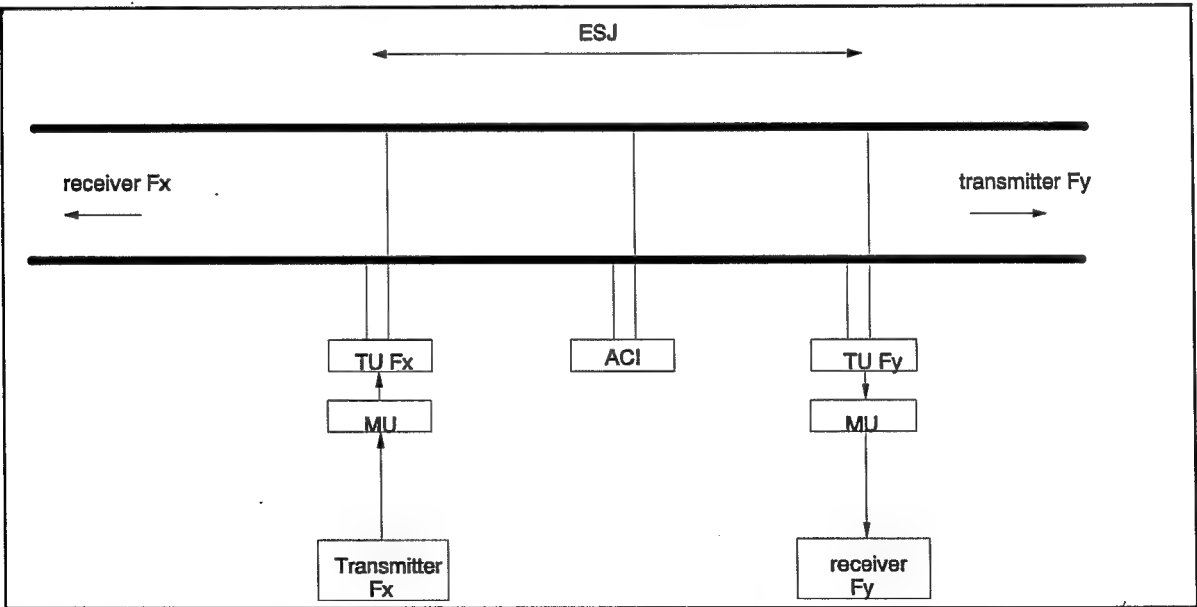 ESJ
receiver Fx
transmitter Fy
TU Fx
ACI
TU Fy
MU
MU
Transmitter
Fx
receiver
Fy